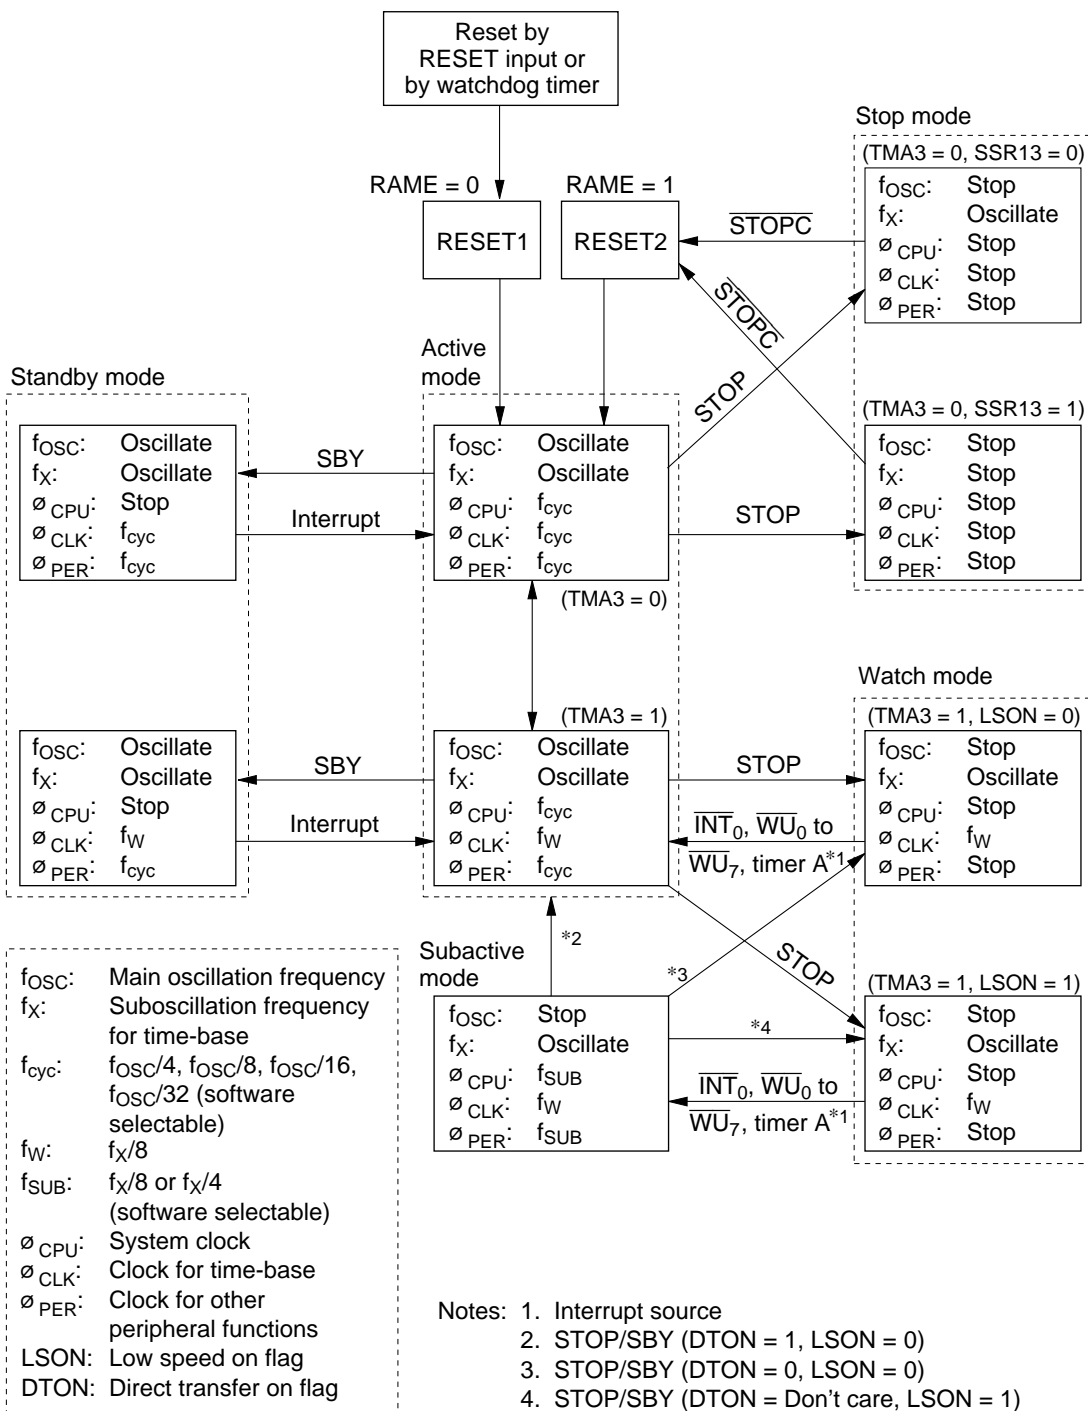 Reset by
RESET input or
by watchdog timer
Stop mode
(TMA3 = 0, SSR13 = 0)
fOSC: Stop
fX: Oscillate
ø CPU: Stop
ø CLK: Stop
ø PER: Stop
RAME = 0
RAME = 1
RESET1
RESET2
STOPC
STOPC
STOP
Active
mode
Standby mode
(TMA3 = 0, SSR13 = 1)
fOSC: Stop
fX: Stop
ø CPU: Stop
ø CLK: Stop
ø PER: Stop
fOSC: Oscillate
fX: Oscillate
ø CPU: Stop
ø CLK: fcyc
ø PER: fcyc
SBY
Interrupt
fOSC: Oscillate
fX: Oscillate
ø CPU: fcyc
ø CLK: fcyc
ø PER: fcyc
STOP
(TMA3 = 0)
Watch mode
(TMA3 = 1)
(TMA3 = 1, LSON = 0)
fOSC: Oscillate
fX: Oscillate
ø CPU: Stop
ø CLK: fW
ø PER: fcyc
SBY
Interrupt
fOSC: Oscillate
fX: Oscillate
ø CPU: fcyc
ø CLK: fW
ø PER: fcyc
STOP
INT0, WU0 to
WU7, timer A*1
fOSC: Stop
fX: Oscillate
ø CPU: Stop
ø CLK: fW
ø PER: Stop
*2
*3
STOP
Subactive
mode
(TMA3 = 1, LSON = 1)
fOSC: Stop
fX: Oscillate
ø CPU: fSUB
ø CLK: fW
ø PER: fSUB
*4
INT0, WU0 to
WU7, timer A*1
fOSC: Stop
fX: Oscillate
ø CPU: Stop
ø CLK: fW
ø PER: Stop
fOSC: Main oscillation frequency
fX: Suboscillation frequency
for time-base
fcyc: fOSC/4, fOSC/8, fOSC/16,
fOSC/32 (software
selectable)
fW: fX/8
fSUB: fX/8 or fX/4
(software selectable)
ø CPU: System clock
ø CLK: Clock for time-base
ø PER: Clock for other
peripheral functions
LSON: Low speed on flag
DTON: Direct transfer on flag
Notes: 1. Interrupt source
2. STOP/SBY (DTON = 1, LSON = 0)
3. STOP/SBY (DTON = 0, LSON = 0)
4. STOP/SBY (DTON = Don't care, LSON = 1)